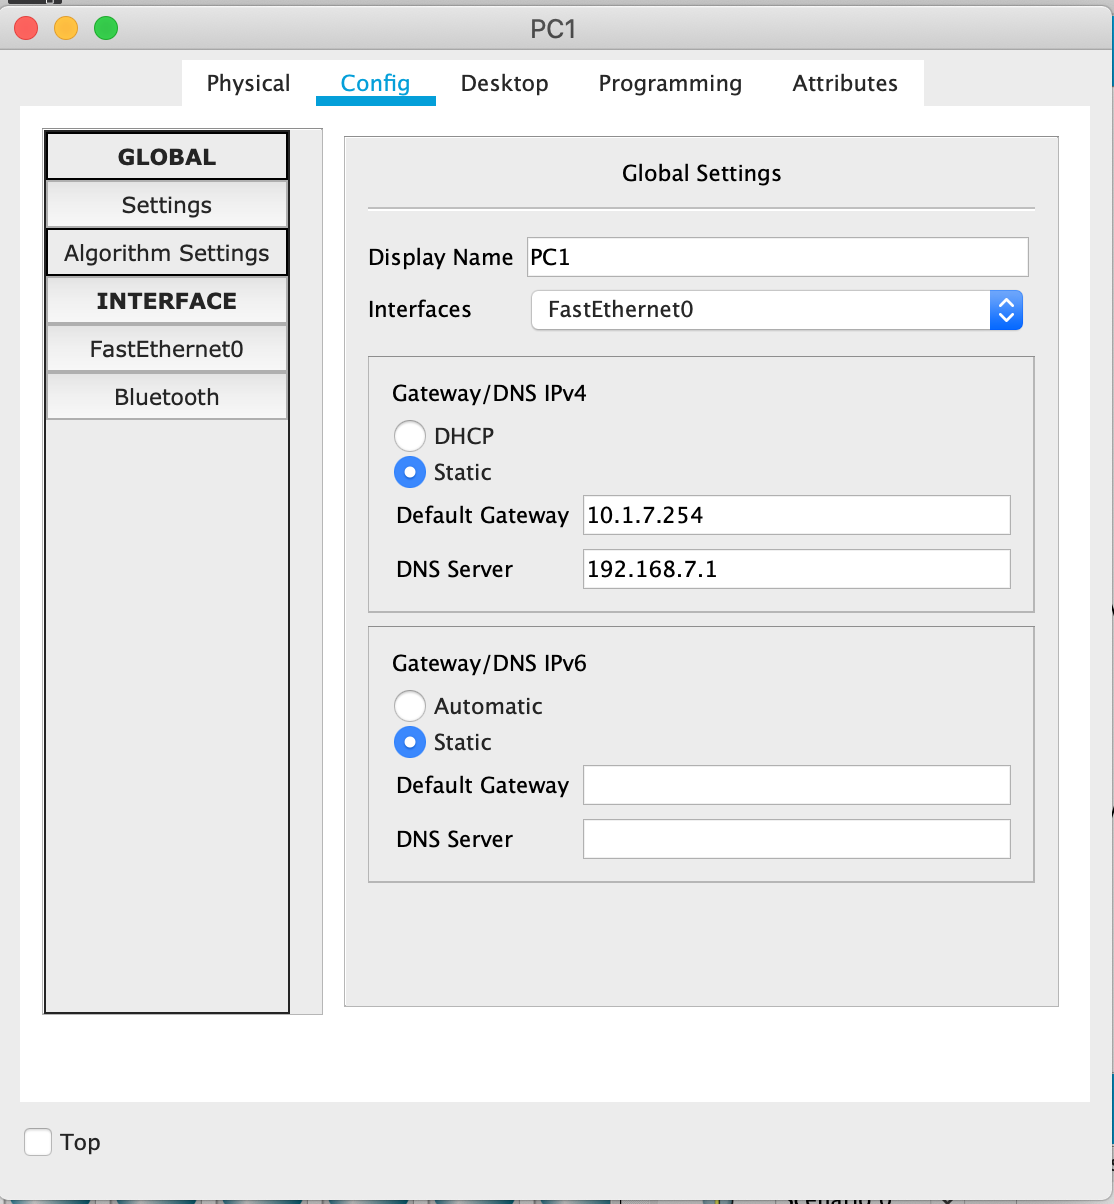 PC1
Physical Config Desktop Programming Attributes
GLOBAL
Settings
Algorithm Settings
INTERFACE
FastEthernet0
Bluetooth
Global Settings
Display Name PC1
Interfaces FastEthernet0
Gateway/DNS IPv4
DHCP
Static
Default Gateway 10.1.7.254
DNS Server 192.168.7.1
Gateway/DNS IPv6
Automatic
Static
Default Gateway
DNS Server
Top